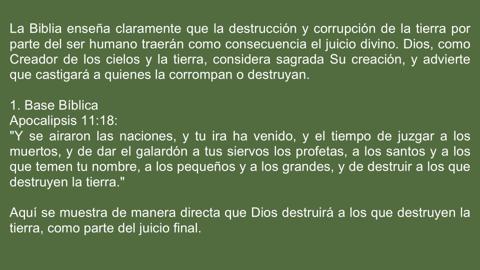 La Biblia enseña claramente que la destrucción y corrupción de la tierra por
parte del ser humano traerán como consecuencia el juicio divino. Dios, como
Creador de los cielos y la tierra, considera sagrada Su creación, y advierte
que castigará a quienes la corrompan o destruyan.
1. Base Bíblica
Apocalipsis 11:18:
"Y se airaron las naciones, y tu ira ha venido, y el tiempo de juzgar a los
muertos, y de dar el galardón a tus siervos los profetas, a los santos y a los
que temen tu nombre, a los pequeños y a los grandes, y de destruir a los que
destruyen la tierra."
Aquí se muestra de manera directa que Dios destruirá a los que destruyen la
tierra, como parte del juicio final.